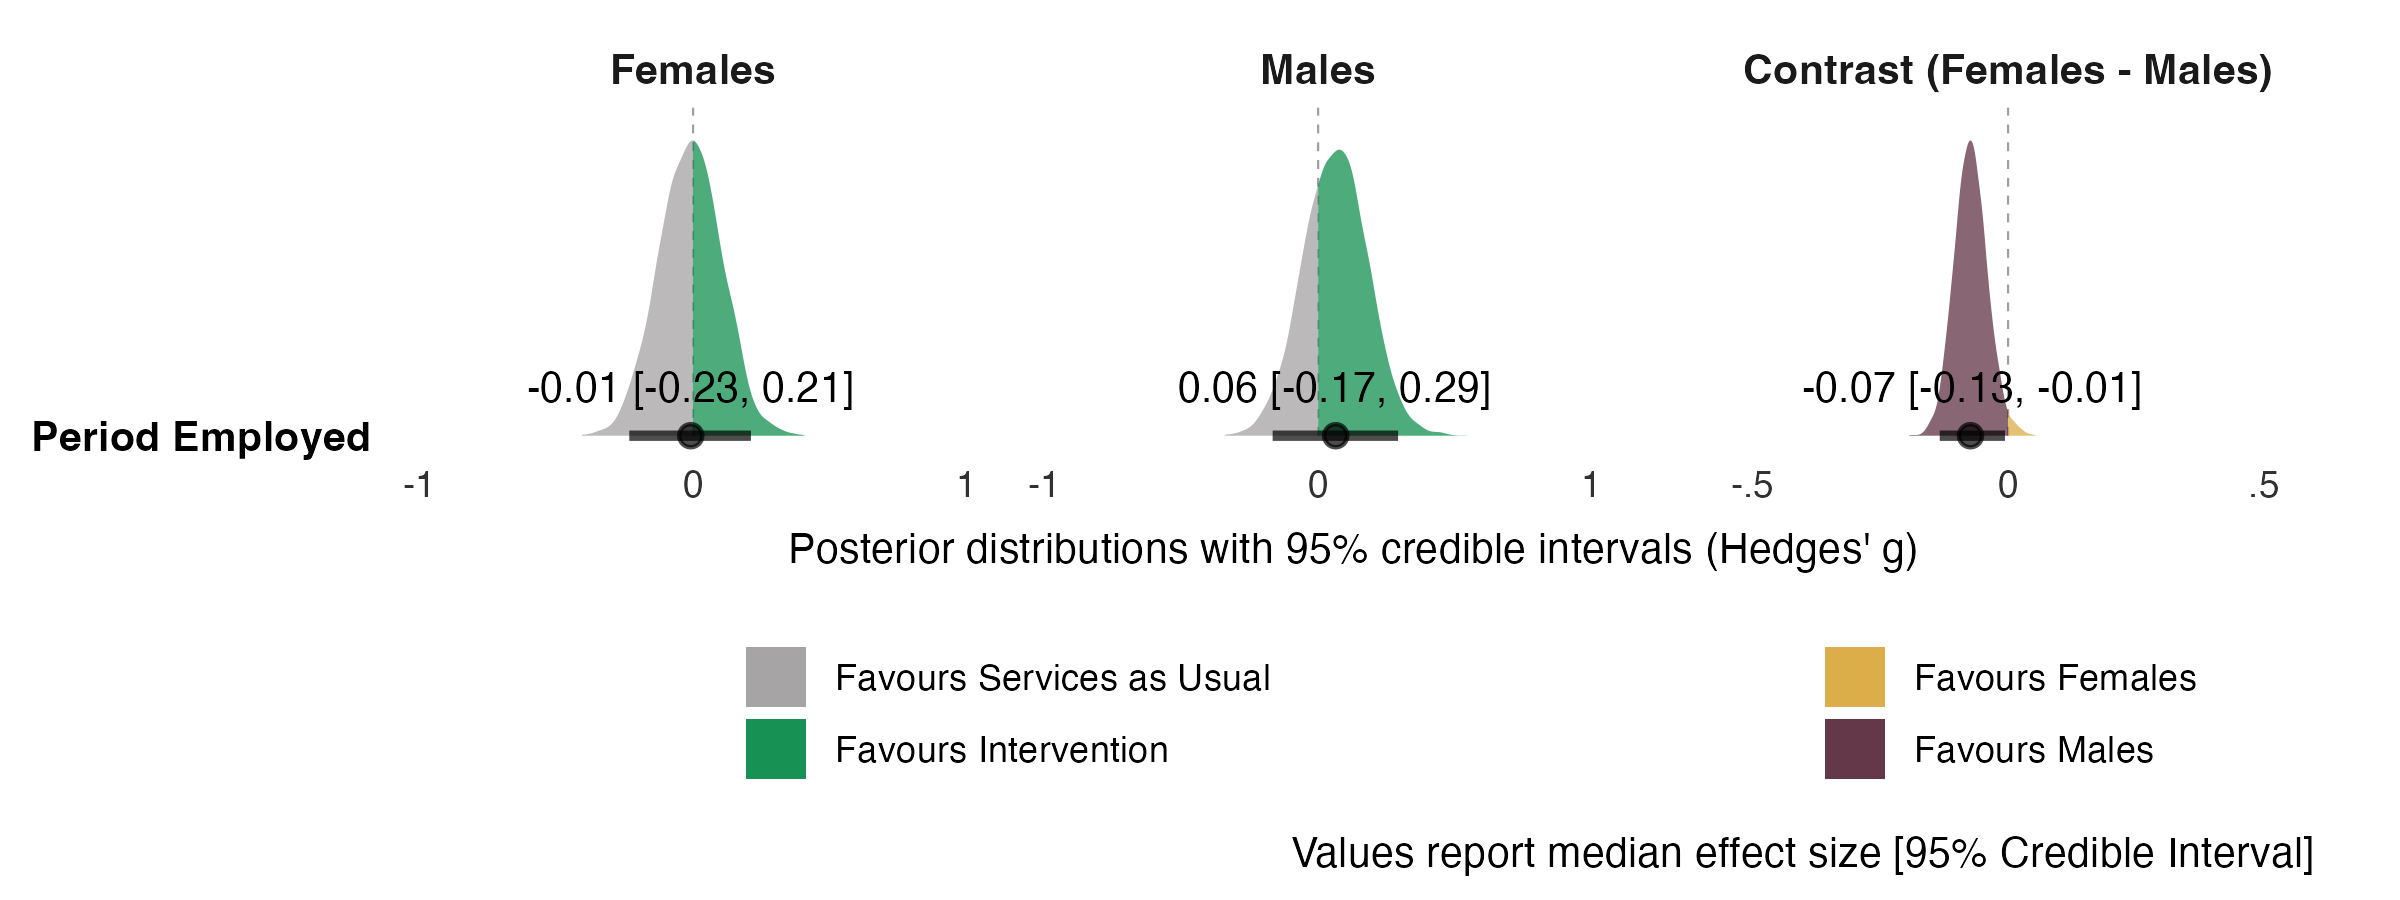 Females Males Contrast (Females - Males)
-0.01 [-0.23, 0.21] 0.06 [-0.17, 0.29] -0.07 [-0.13, -0.01]
Period Employed
-1 0 1 -1 0 1 -.5 0 .5
Posterior distributions with 95% credible intervals (Hedges' g)
Favours Services as Usual Favours Females
Favours Intervention Favours Males
Values report median effect size [95% Credible Interval]